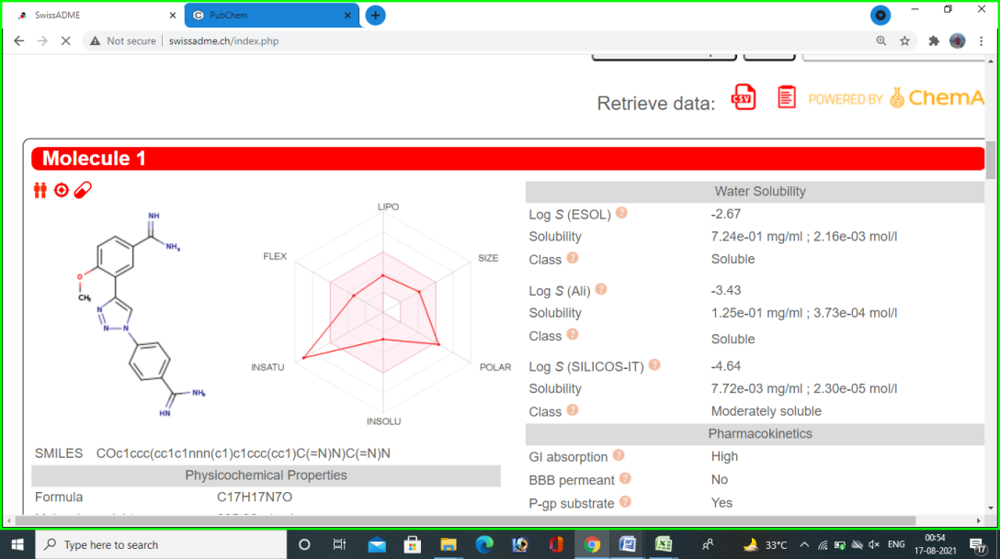 SwissADME
PubChem
Not secure swissadme.ch/index.php
Retrieve data: CSV POWERED BY ChemA
Molecule 1
NH
NH₂
O
CH₃
N
N N
NH₂
HN
LIPO
FLEX SIZE
INSATU POLAR
INSOLU
SMILES COc1ccc(cc1c1nnn(c1)c1ccc(cc1)C(=N)N)C(=N)N
Physicochemical Properties
Formula C17H17N7O
Water Solubility
Log S (ESOL) ? -2.67
Solubility 7.24e-01 mg/ml ; 2.16e-03 mol/l
Class ? Soluble
Log S (Ali) ? -3.43
Solubility 1.25e-01 mg/ml ; 3.73e-04 mol/l
Class ? Soluble
Log S (SILICOS-IT) ? -4.64
Solubility 7.72e-03 mg/ml ; 2.30e-05 mol/l
Class ? Moderately soluble
Pharmacokinetics
GI absorption ? High
BBB permeant ? No
P-gp substrate ? Yes
Type here to search
33°C ENG 00:54
17-08-2021 17